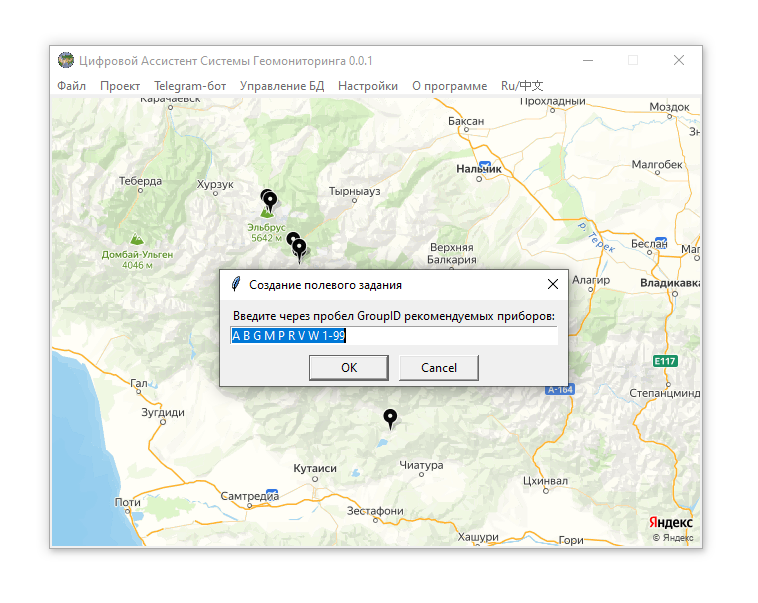 Цифровой Ассистент Системы Геомониторинга 0.0.1
Файл Проект Telegram-бот Управление БД Настройки О программе Ru/中文
Карачаевск
Прохладный
Моздок
Баксан
Нальчик
Малгобек
Теберда
Хурзук
Тырныауз
Эльбрус
5642 м
р. Терек
Беслан
Домбай-Ульген
4046 м
Верхняя
Балкария
Алагир
Владикавка
Создание полевого задания
Введите через пробел GroupID рекомендуемых приборов:
A B G M P R V W 1-99
OK Cancel
E117
А-164
Степанцминд
Гал
Зугдиди
Кутаиси
Чиатура
Цхинвал
Самтредиа
Поти
Зестафони
Хашури
Гори
Яндекс
© Яндекс